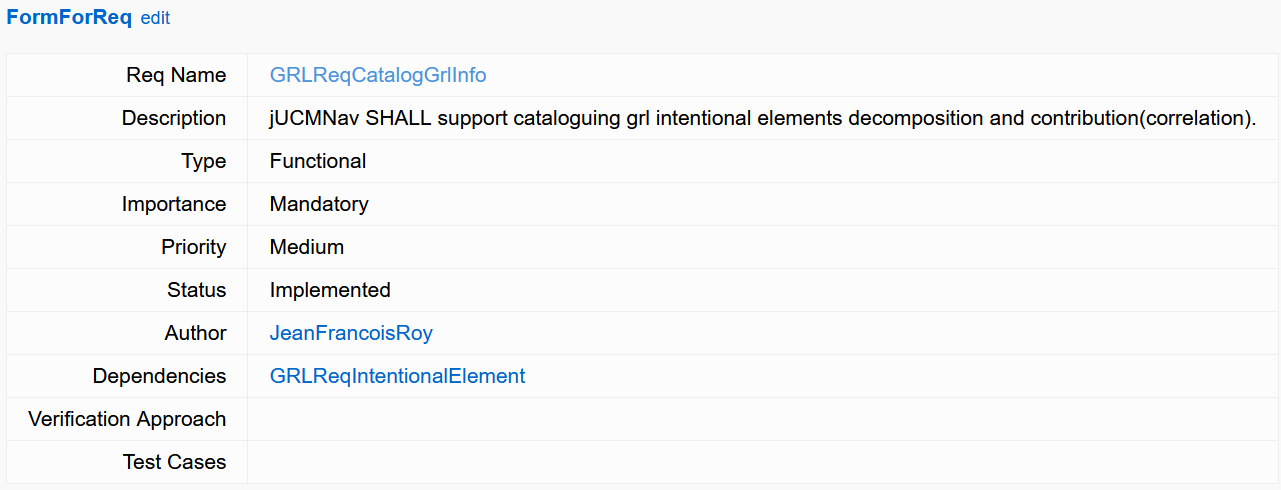 FormForReq edit
Req Name GRLReqCatalogGrlInfo
Description jUCMNav SHALL support cataloguing grl intentional elements decomposition and contribution(correlation).
Type Functional
Importance Mandatory
Priority Medium
Status Implemented
Author JeanFrancoisRoy
Dependencies GRLReqIntentionalElement
Verification Approach
Test Cases